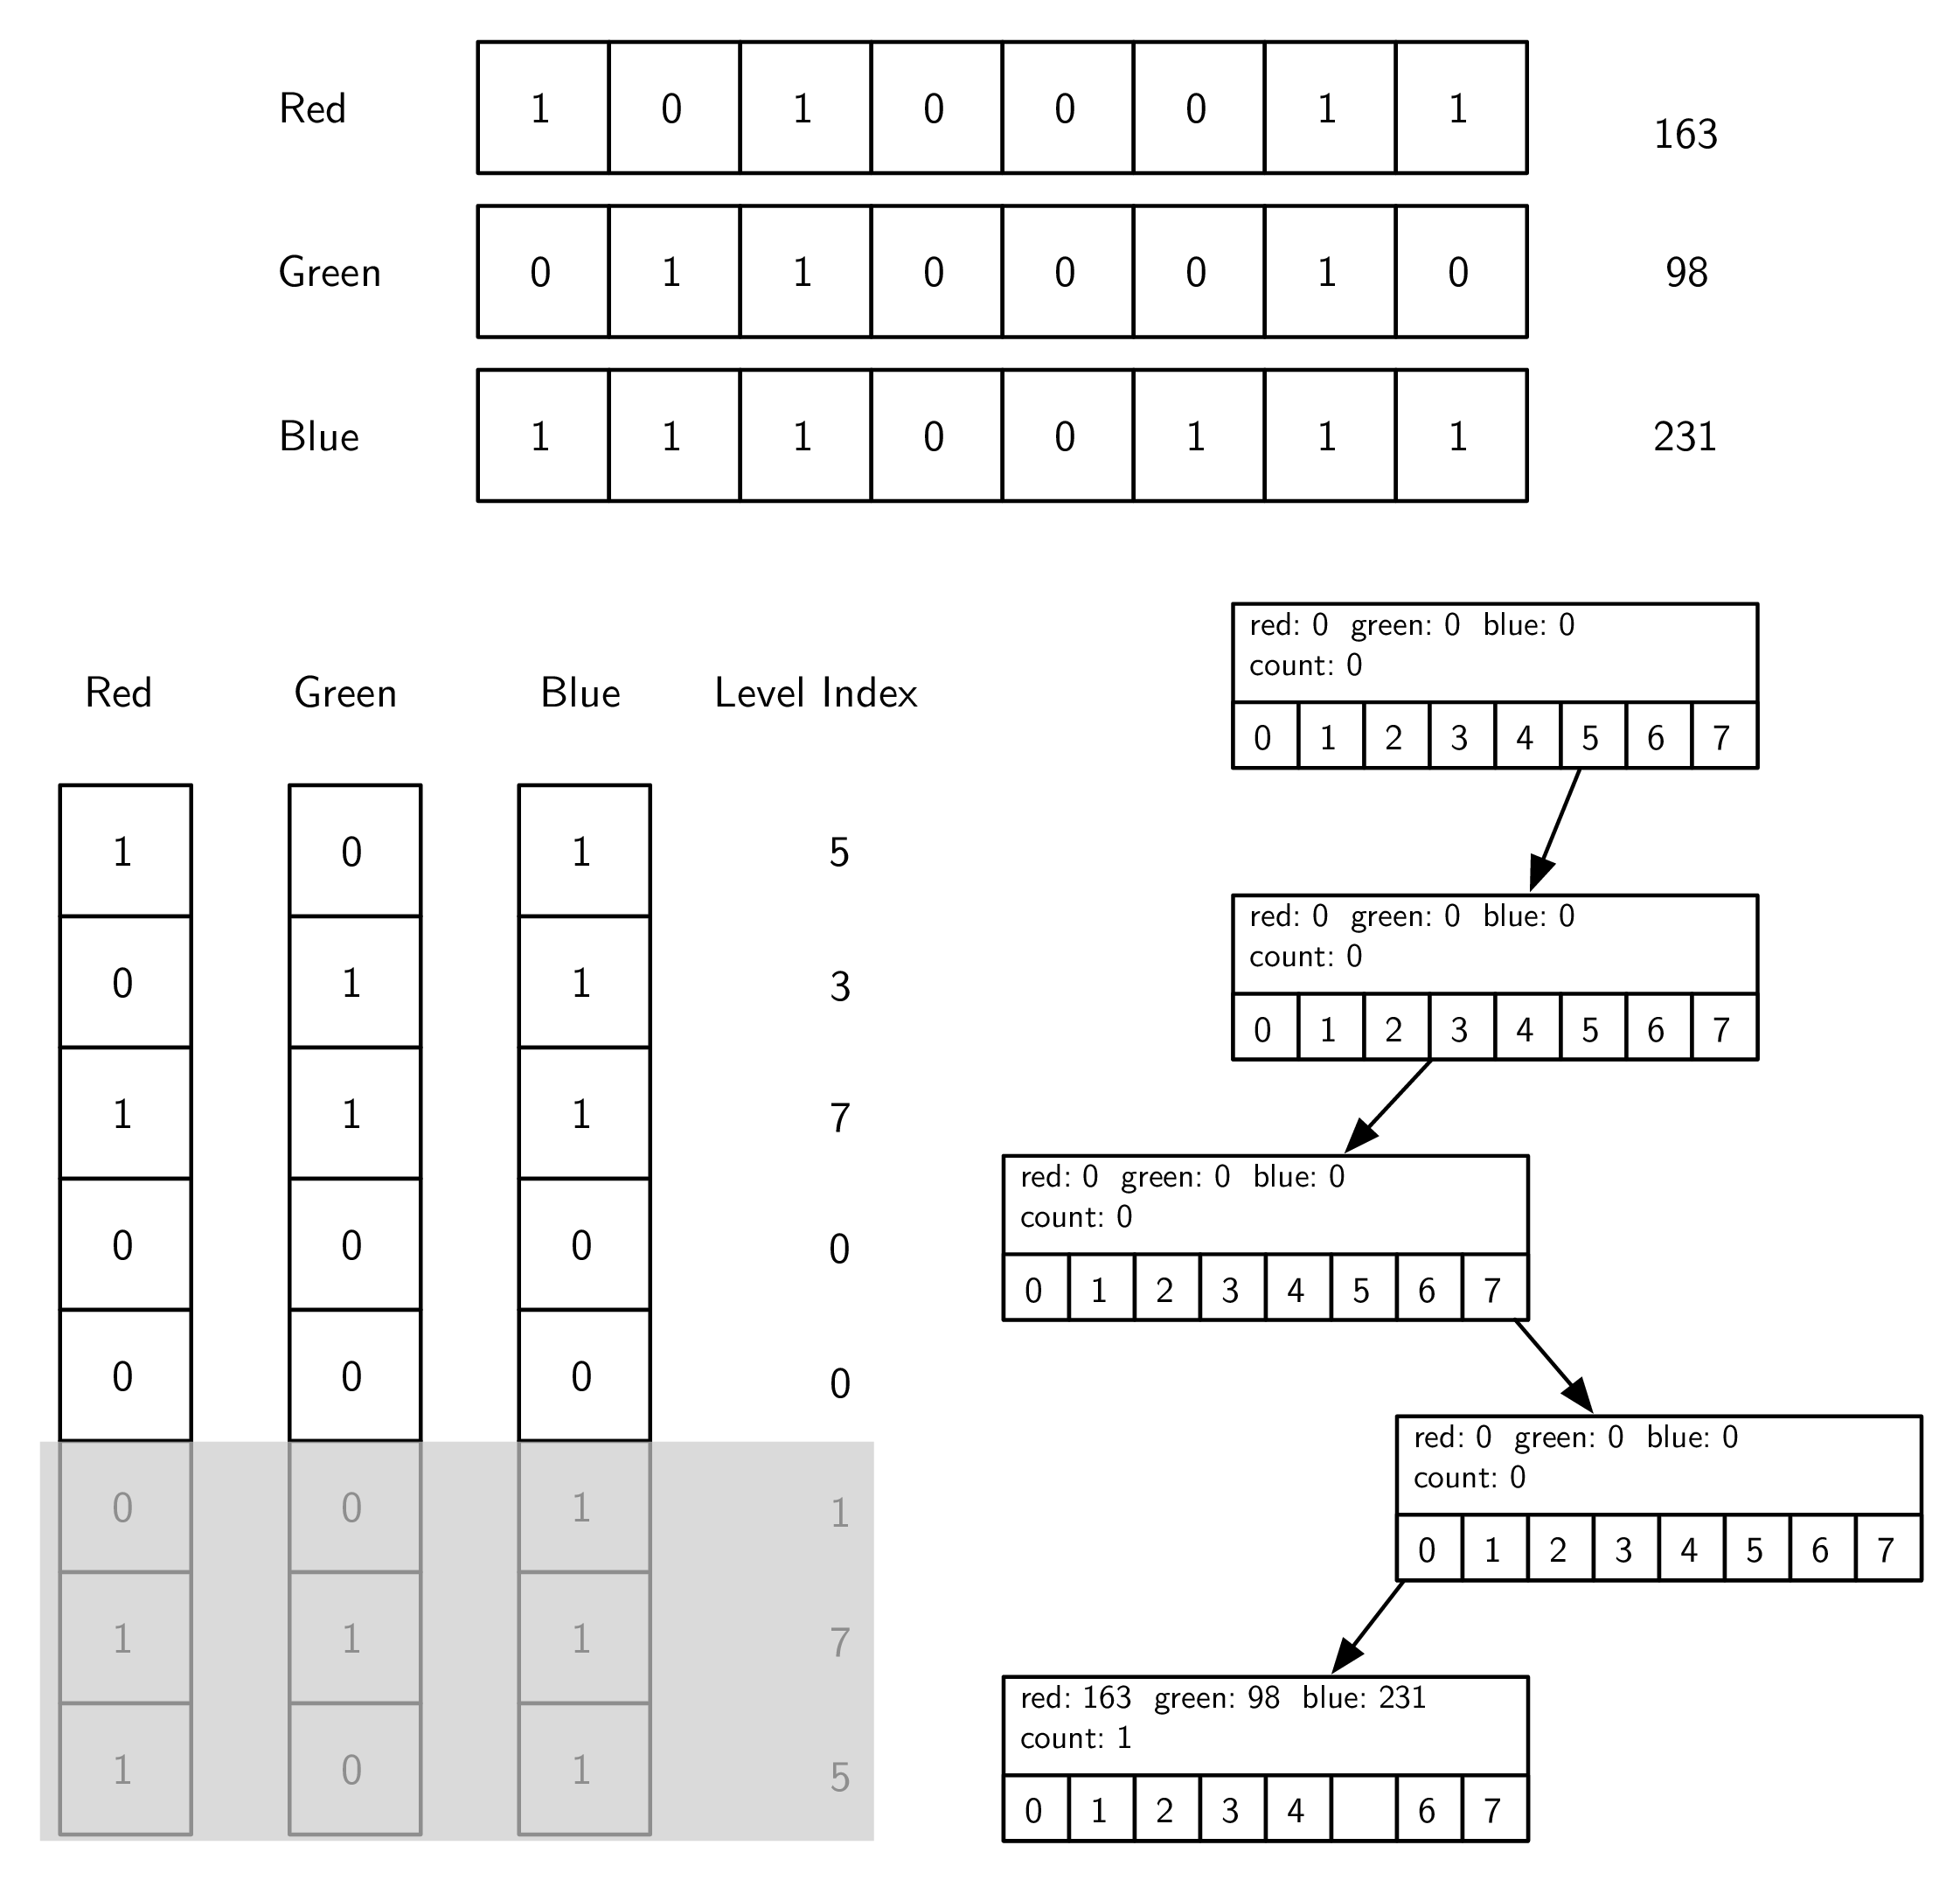 Red 1 0 1 0 0 0 1 1 163
Green 0 1 1 0 0 0 1 0 98
Blue 1 1 1 0 0 1 1 1 231
Red Green Blue Level Index
1 0 1 5
0 1 1 3
1 1 1 7
0 0 0 0
0 0 0 0
0 0 1 1
1 1 1 7
1 0 1 5
red: 0 green: 0 blue: 0
count: 0
0 1 2 3 4 5 6 7
red: 0 green: 0 blue: 0
count: 0
0 1 2 3 4 5 6 7
red: 0 green: 0 blue: 0
count: 0
0 1 2 3 4 5 6 7
red: 0 green: 0 blue: 0
count: 0
0 1 2 3 4 5 6 7
red: 163 green: 98 blue: 231
count: 1
0 1 2 3 4 6 7